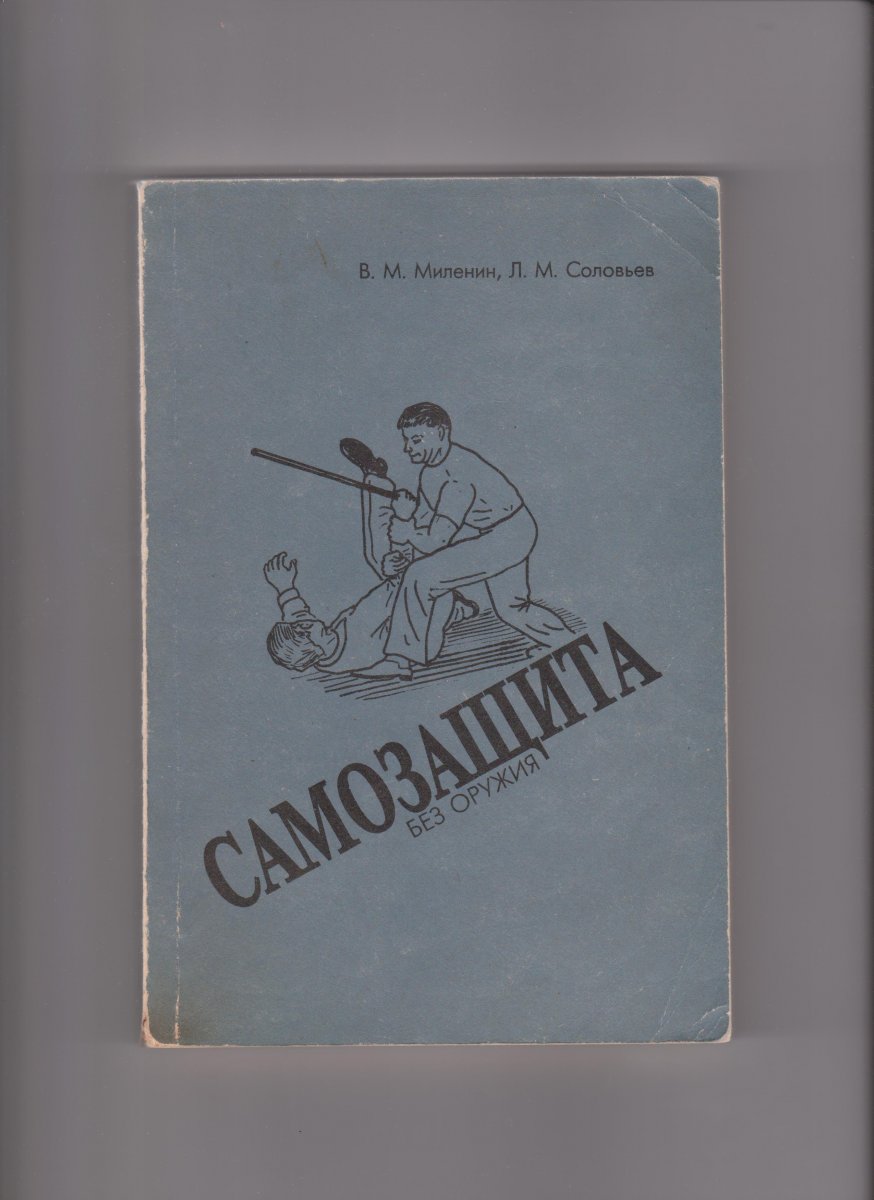 В. М. Миленин, Л. М. Соловьев
САМОЗАЩИТА
БЕЗ ОРУЖИЯ